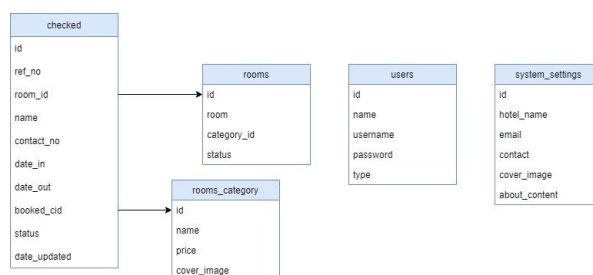 checked
id
ref_no
room_id
name
contact_no
date_in
date_out
booked_cid
status
date_updated
rooms
id
room
category_id
status
rooms_category
id
name
price
cover_image
users
id
name
username
password
type
system_settings
id
hotel_name
email
contact
cover_image
about_content